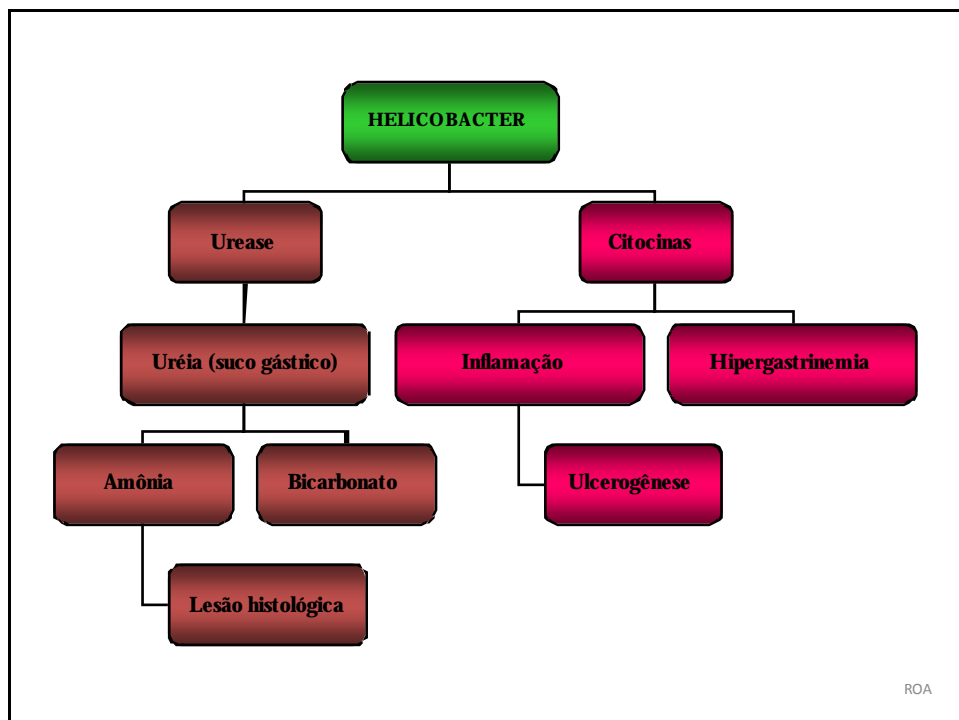 HELICOBACTER
Urease
Citocinas
Uréia (suco gástrico)
Inflamação
Hipergastrinemia
Amônia
Bicarbonato
Ulcerogênese
Lesão histológica
ROA